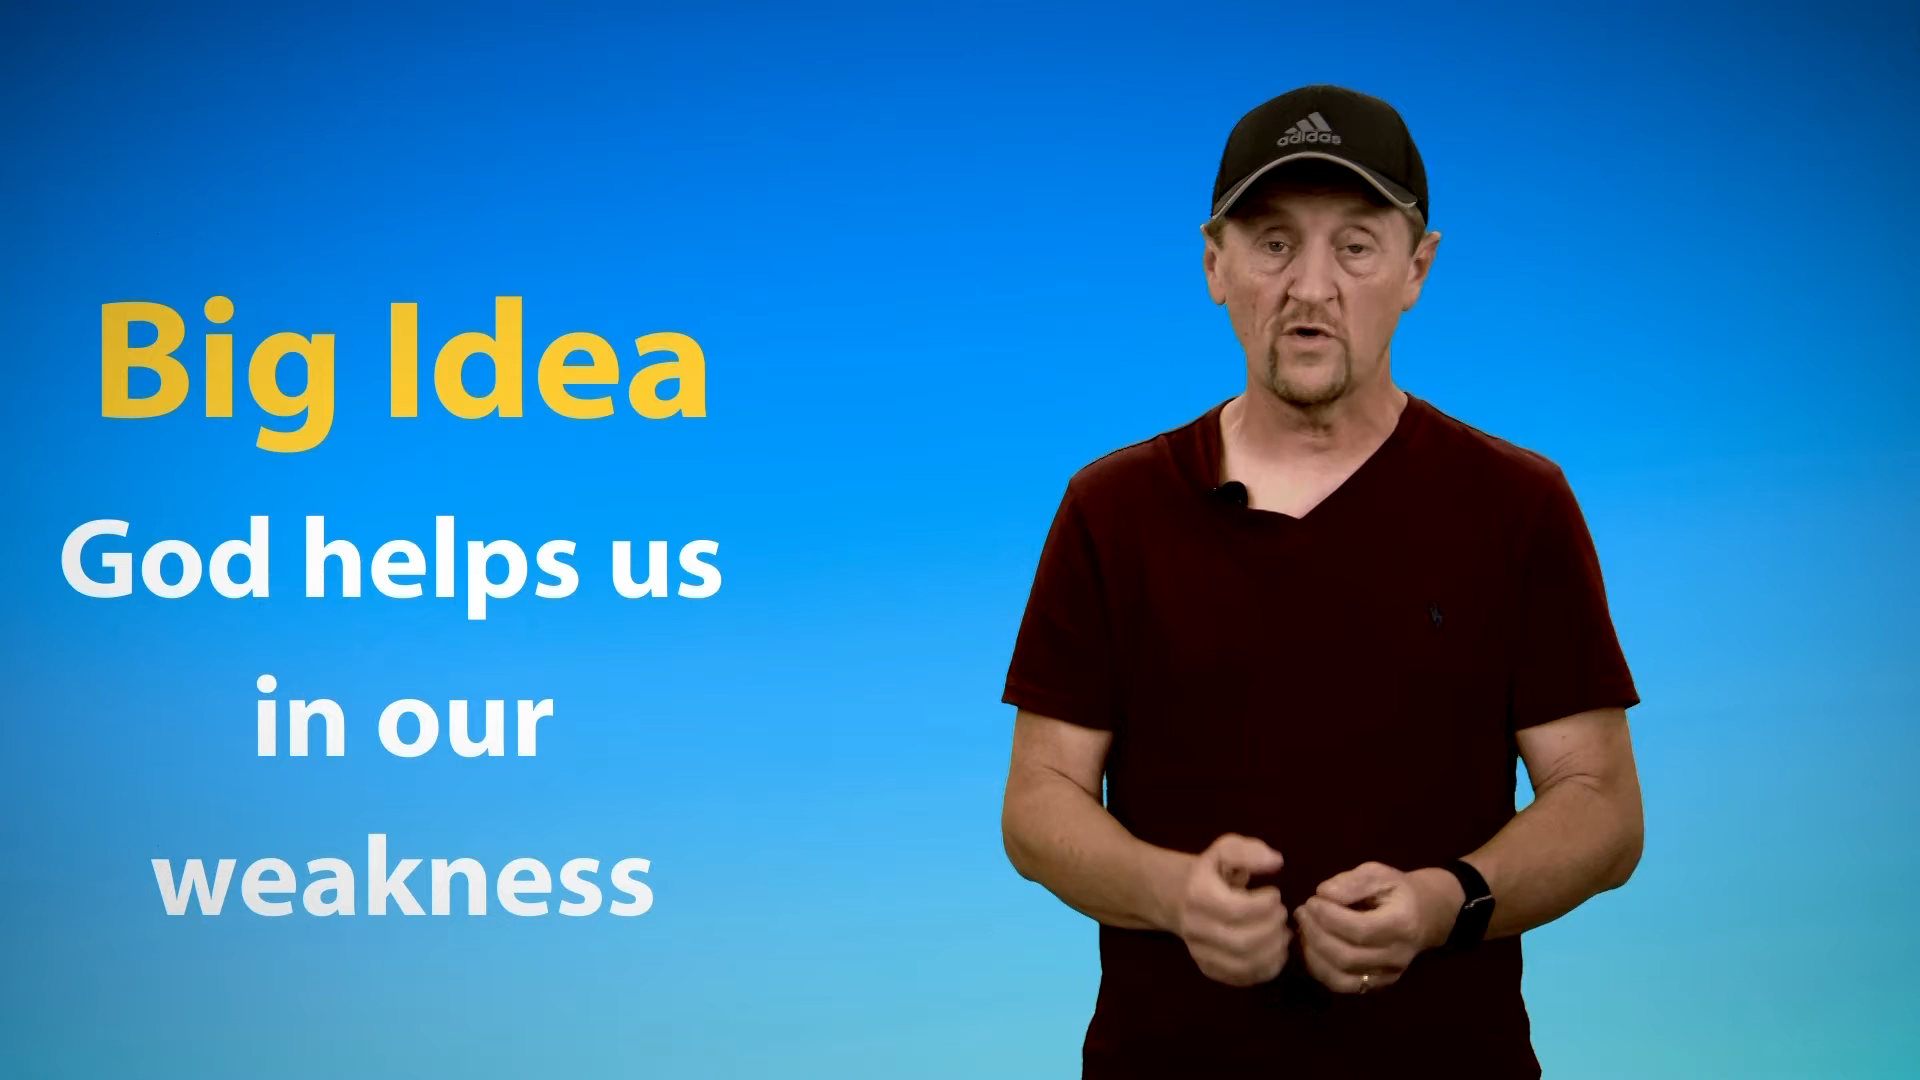 Big Idea
God helps us
in our
weakness
adidas